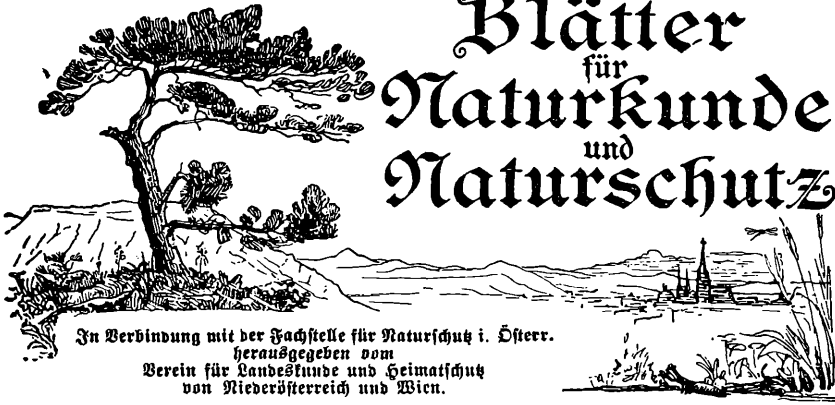 Blätter
für
Naturkunde
und
Naturschutz
In Verbindung mit der Fachstelle für Naturschutz i. Österr.
herausgegeben vom
Verein für Landeskunde und Heimatschutz
von Niederösterreich und Wien.